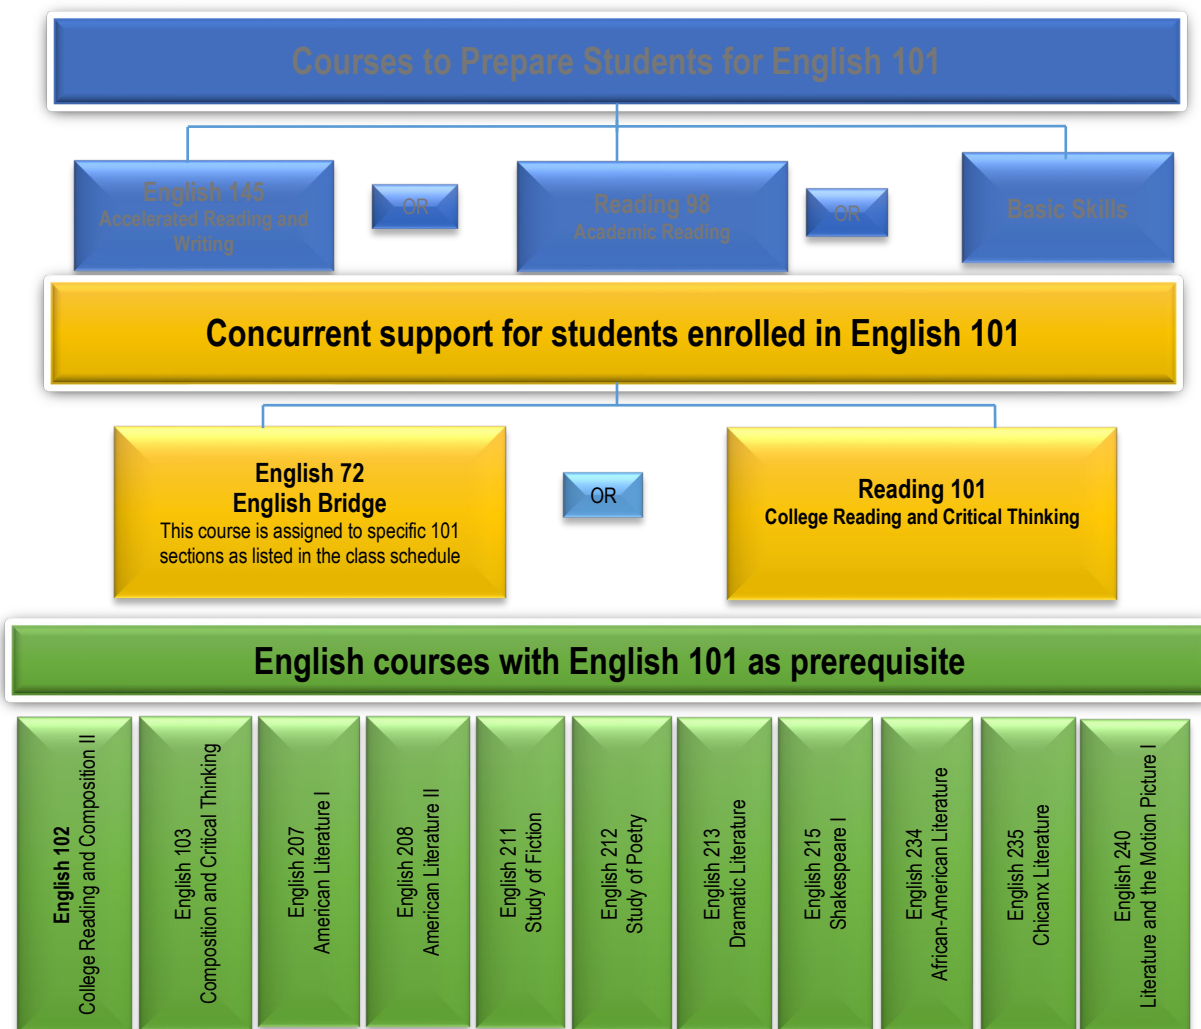 Courses to Prepare Students for English 101
English 145
Accelerated Reading and
Writing
OR
Reading 98
Academic Reading
OR
Basic Skills
Concurrent support for students enrolled in English 101
English 72
English Bridge
This course is assigned to specific 101
sections as listed in the class schedule
OR
Reading 101
College Reading and Critical Thinking
English courses with English 101 as prerequisite
English 102
College Reading and Composition II
English 103
Composition and Critical Thinking
English 207
American Literature I
English 208
American Literature II
English 211
Study of Fiction
English 212
Study of Poetry
English 213
Dramatic Literature
English 215
Shakespeare I
English 234
African-American Literature
English 235
Chicanx Literature
English 240
Literature and the Motion Picture I